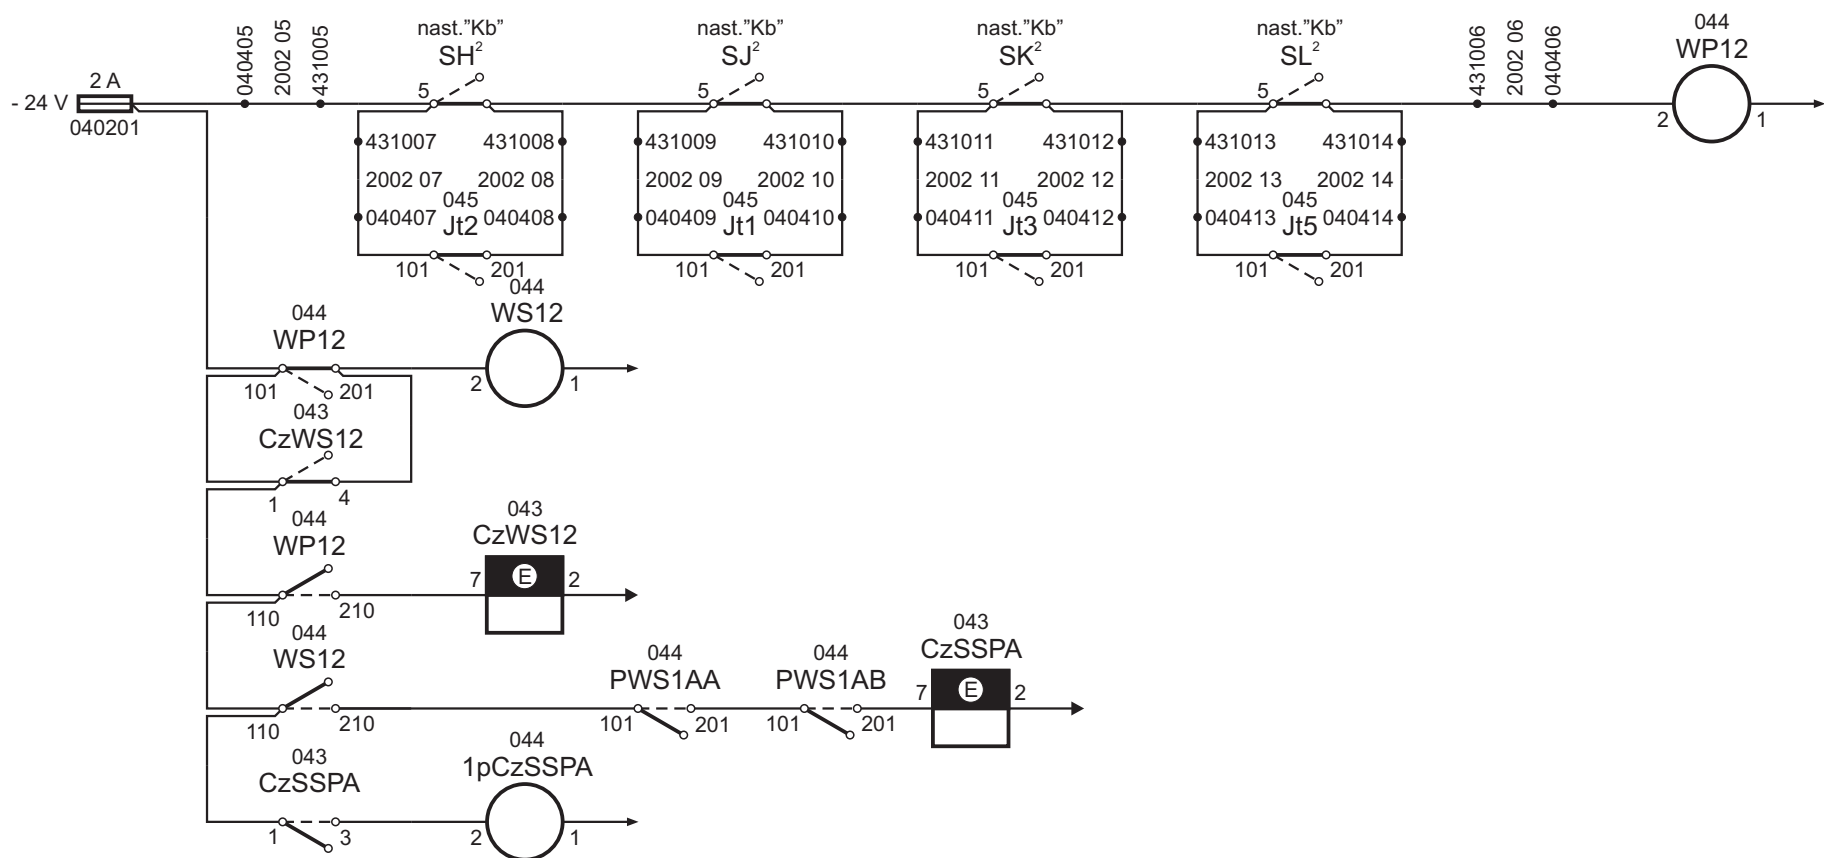 - 24 V
2 A
040201
040405
2002 05
431005
nast."Kb"
SH²
5
431007 431008
2002 07 2002 08
045
040407 Jt2 040408
101 201
nast."Kb"
SJ²
5
431009 431010
2002 09 2002 10
045
040409 Jt1 040410
101 201
nast."Kb"
SK²
5
431011 431012
2002 11 2002 12
045
040411 Jt3 040412
101 201
nast."Kb"
SL²
5
431013 431014
2002 13 2002 14
045
040413 Jt5 040414
101 201
431006
2002 06
040406
044
WP12
2 1
044
WP12
101 201
044
WS12
2 1
043
CzWS12
1 4
044
WP12
110 210
043
CzWS12
7 E 2
044
WS12
110 210
044
PWS1AA
101 201
044
PWS1AB
101 201
043
CzSSPA
7 E 2
043
CzSSPA
1 3
044
1pCzSSPA
2 1